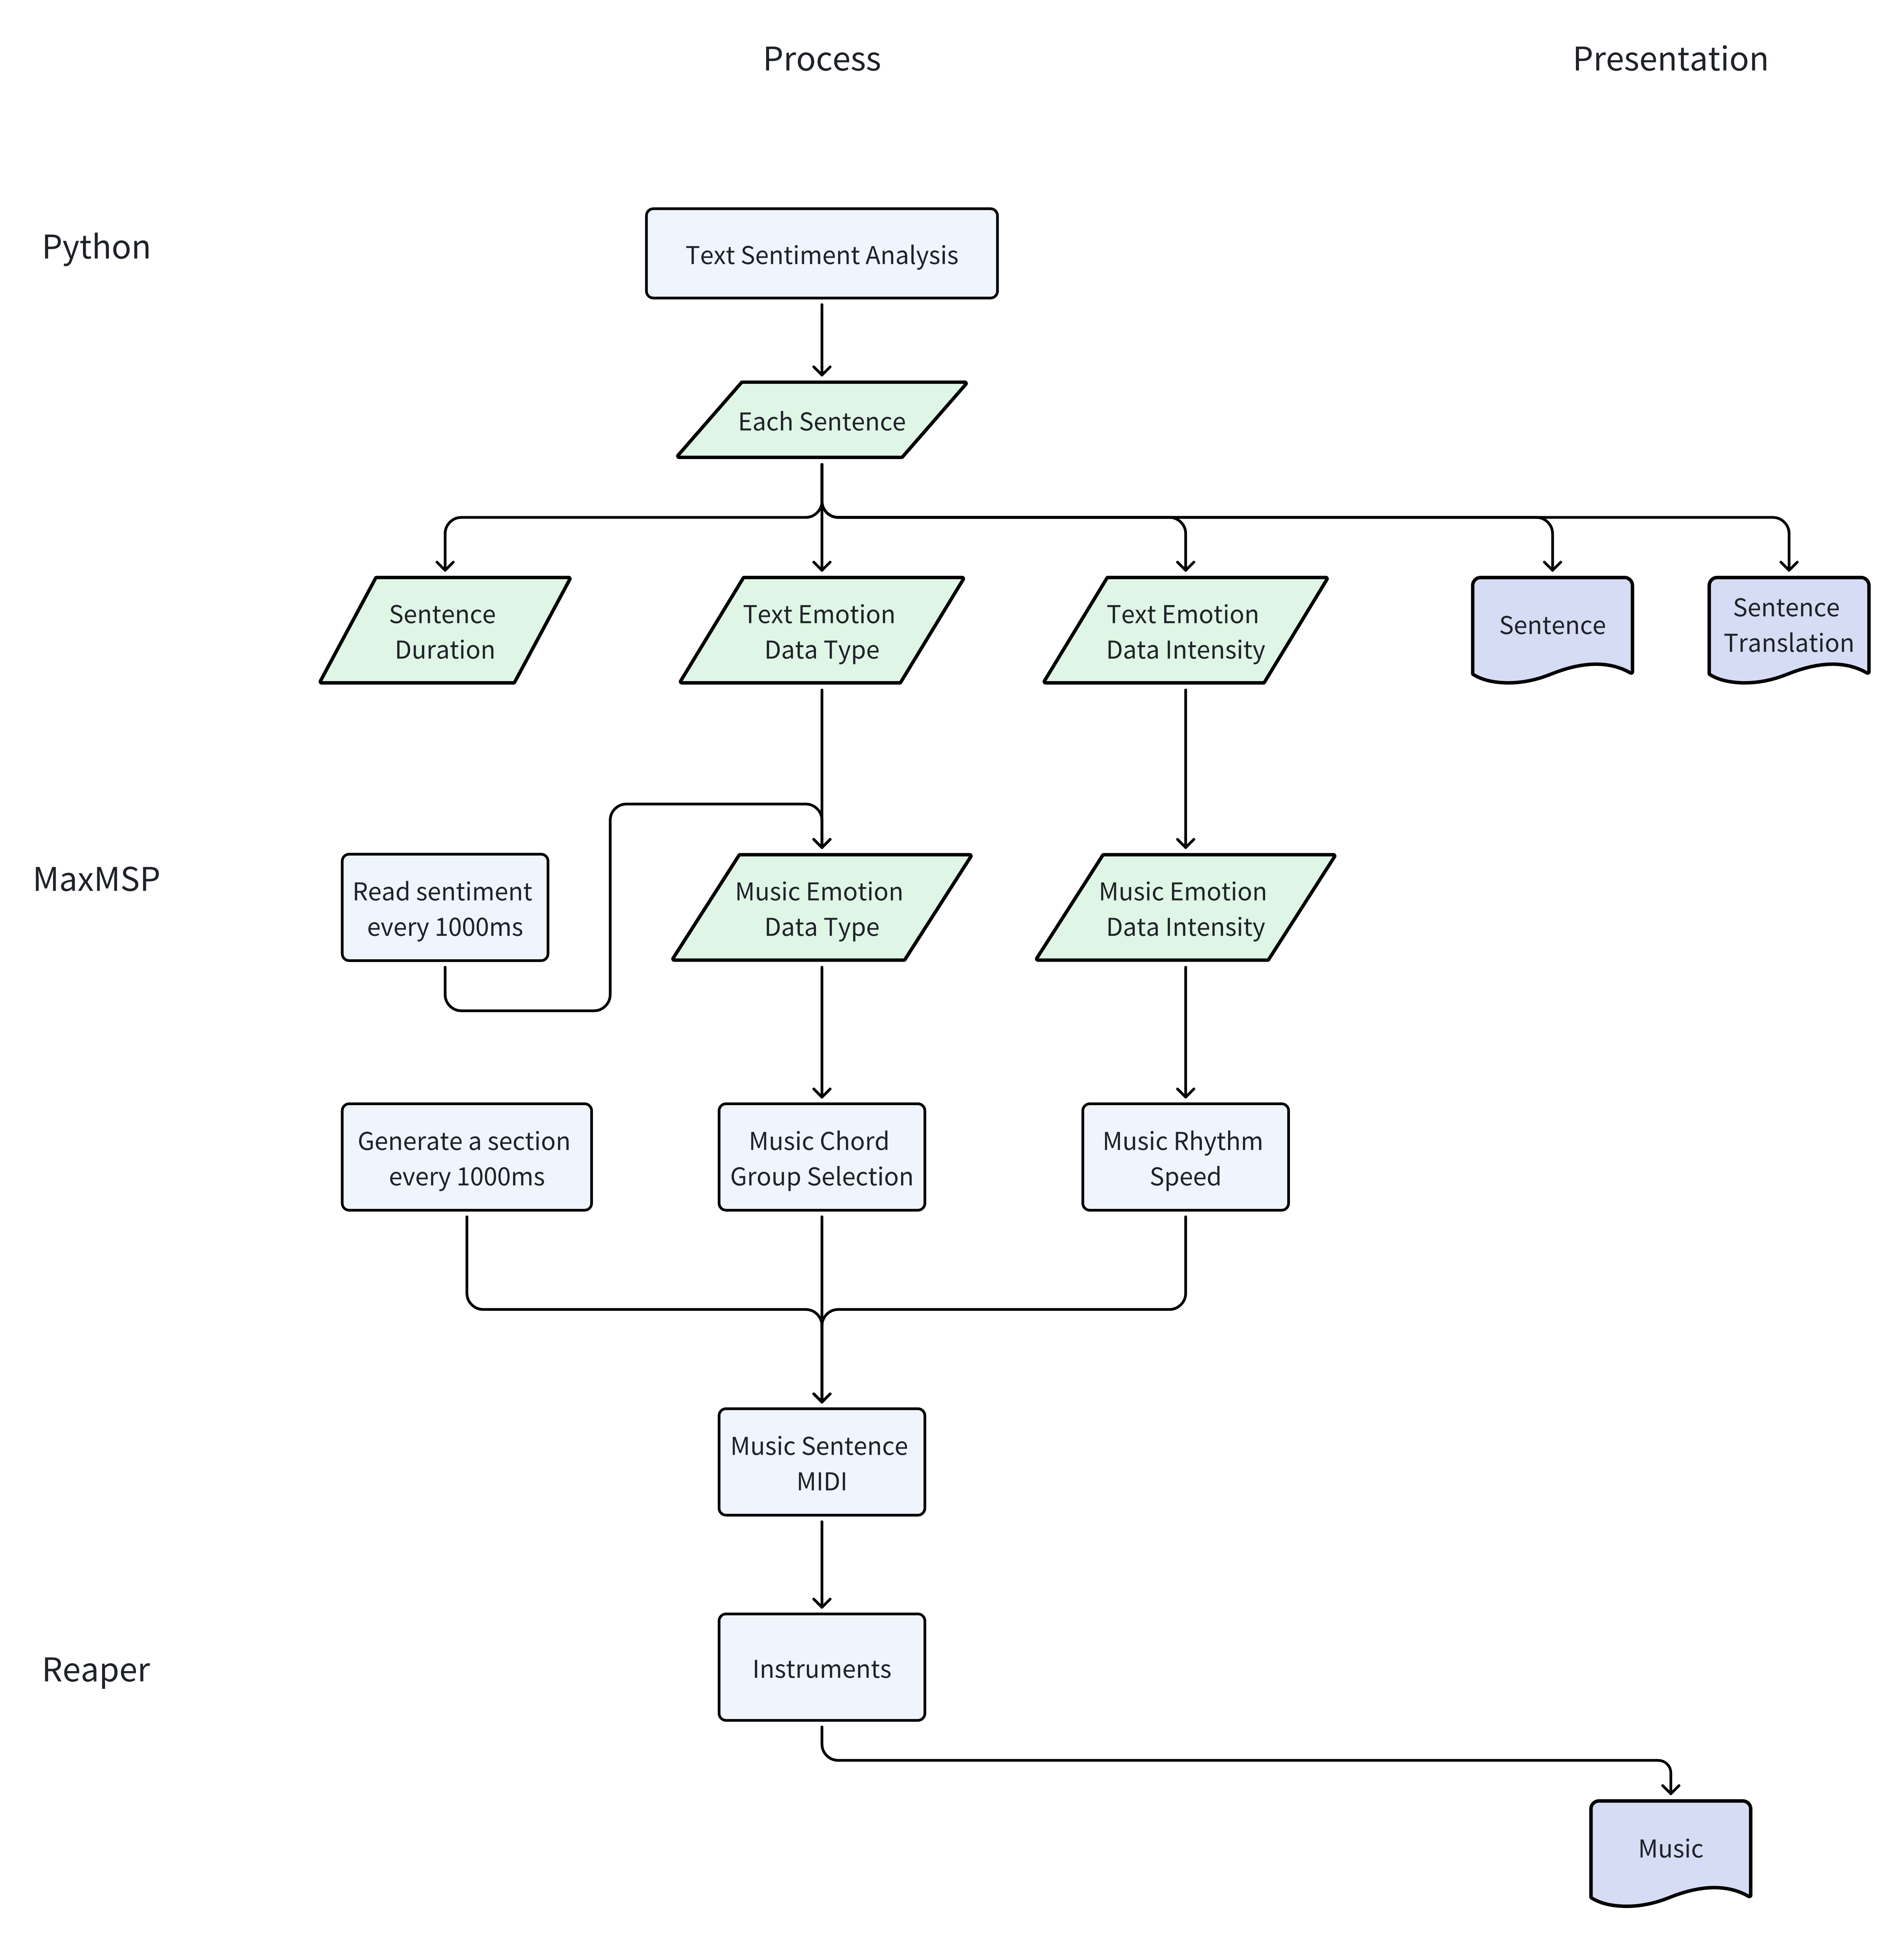 Process
Presentation
Python
Text Sentiment Analysis
Each Sentence
Sentence
Duration
Text Emotion
Data Type
Text Emotion
Data Intensity
Sentence
Sentence
Translation
MaxMSP
Read sentiment
every 1000ms
Music Emotion
Data Type
Music Emotion
Data Intensity
Generate a section
every 1000ms
Music Chord
Group Selection
Music Rhythm
Speed
Music Sentence
MIDI
Reaper
Instruments
Music